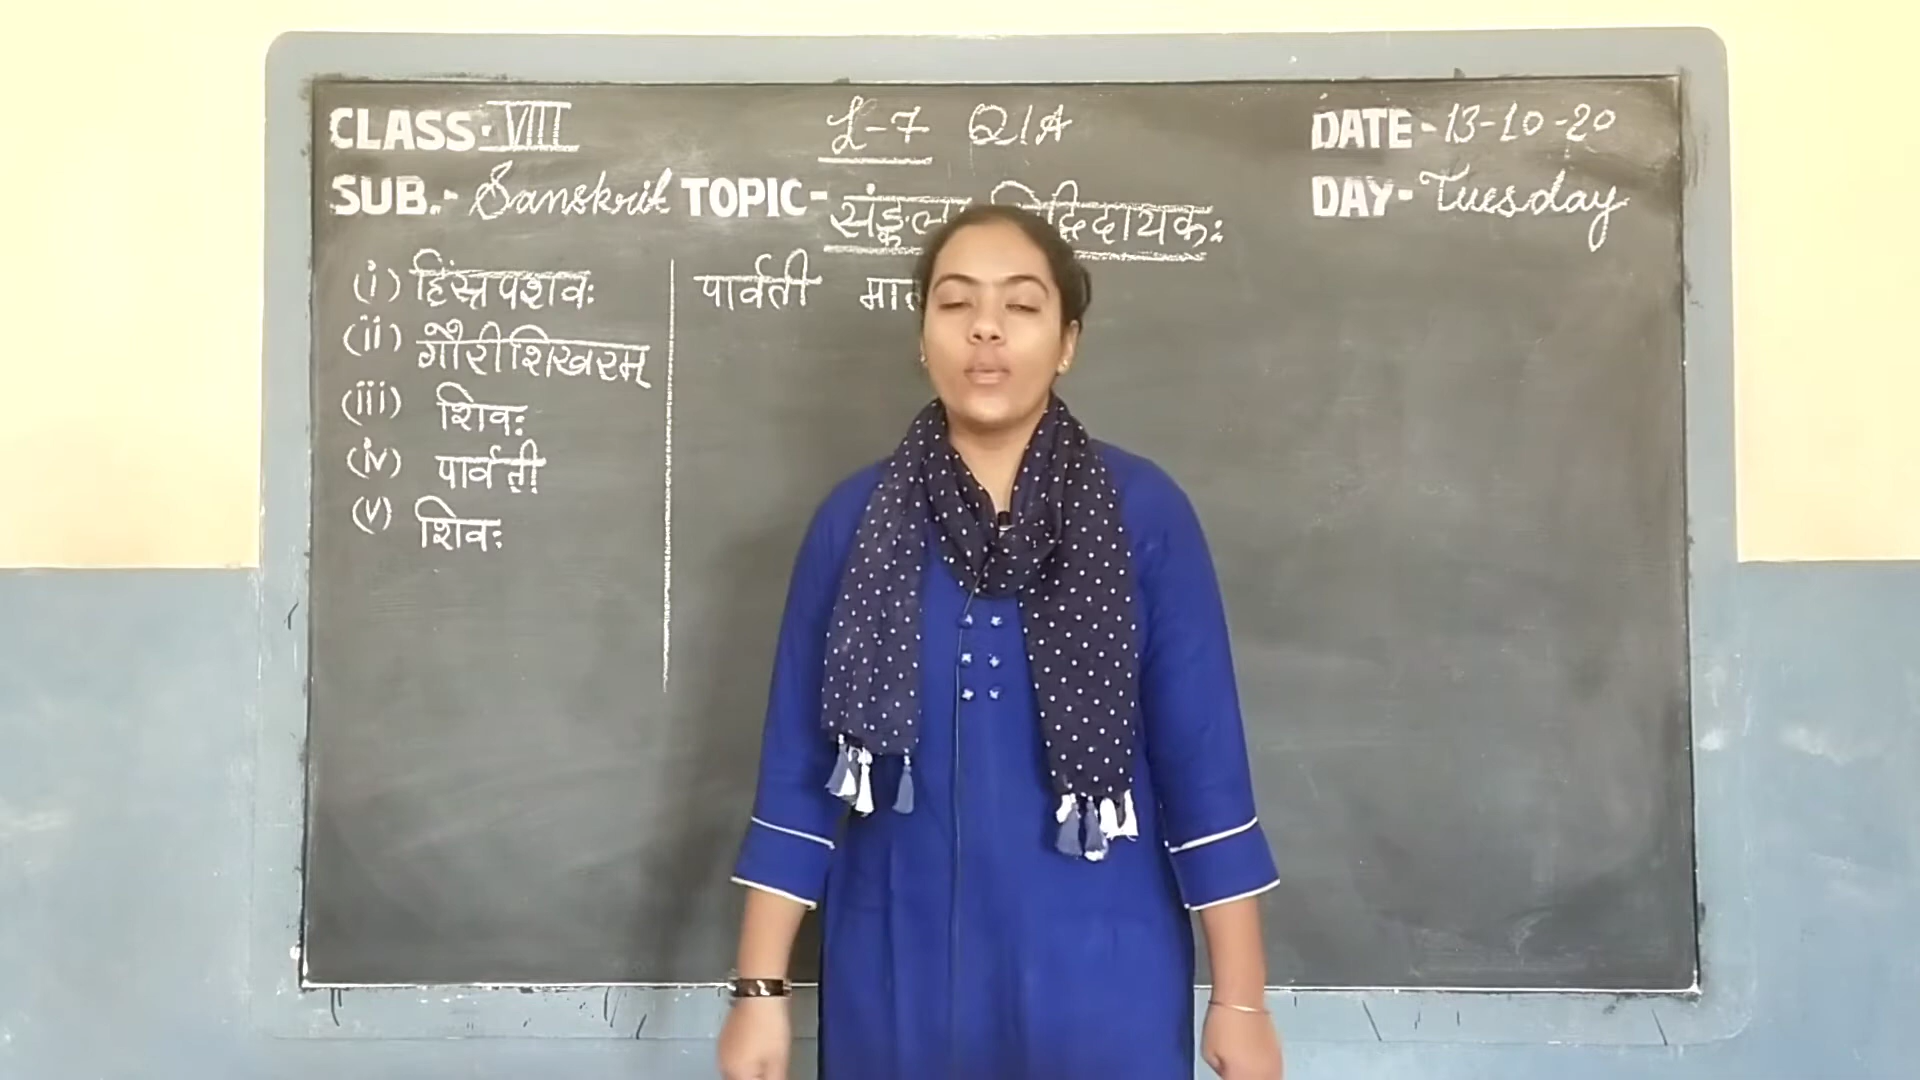 CLASS-VIII L-7 Q/A DATE-13-10-20
SUB.- Sanskrit TOPIC- DAY- Tuesday
(i) हिंस्रपशवः पार्वती
(ii) गौरीशिखरम्
(iii) शिवः
(iv) पार्वती
(v) शिवः